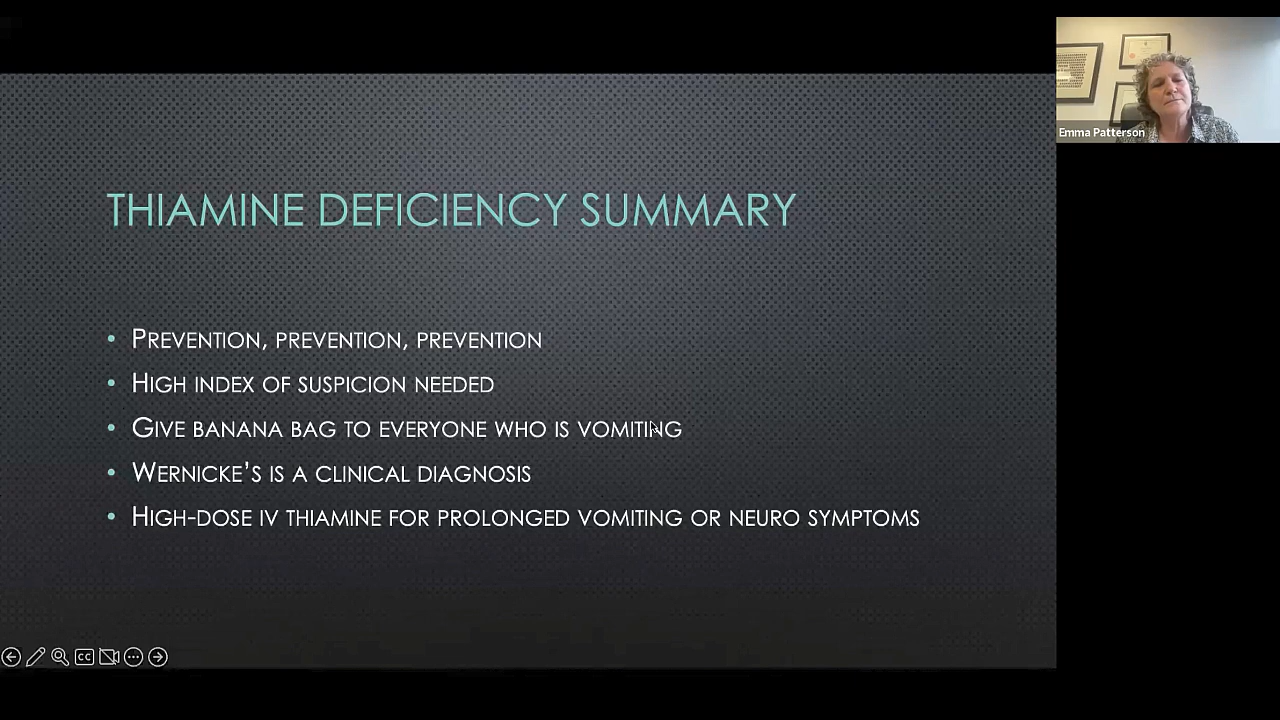 THIAMINE DEFICIENCY SUMMARY
• PREVENTION, PREVENTION, PREVENTION
• HIGH INDEX OF SUSPICION NEEDED
• GIVE BANANA BAG TO EVERYONE WHO IS VOMITING
• WERNICKE'S IS A CLINICAL DIAGNOSIS
• HIGH-DOSE IV THIAMINE FOR PROLONGED VOMITING OR NEURO SYMPTOMS
Emma Patterson
CC